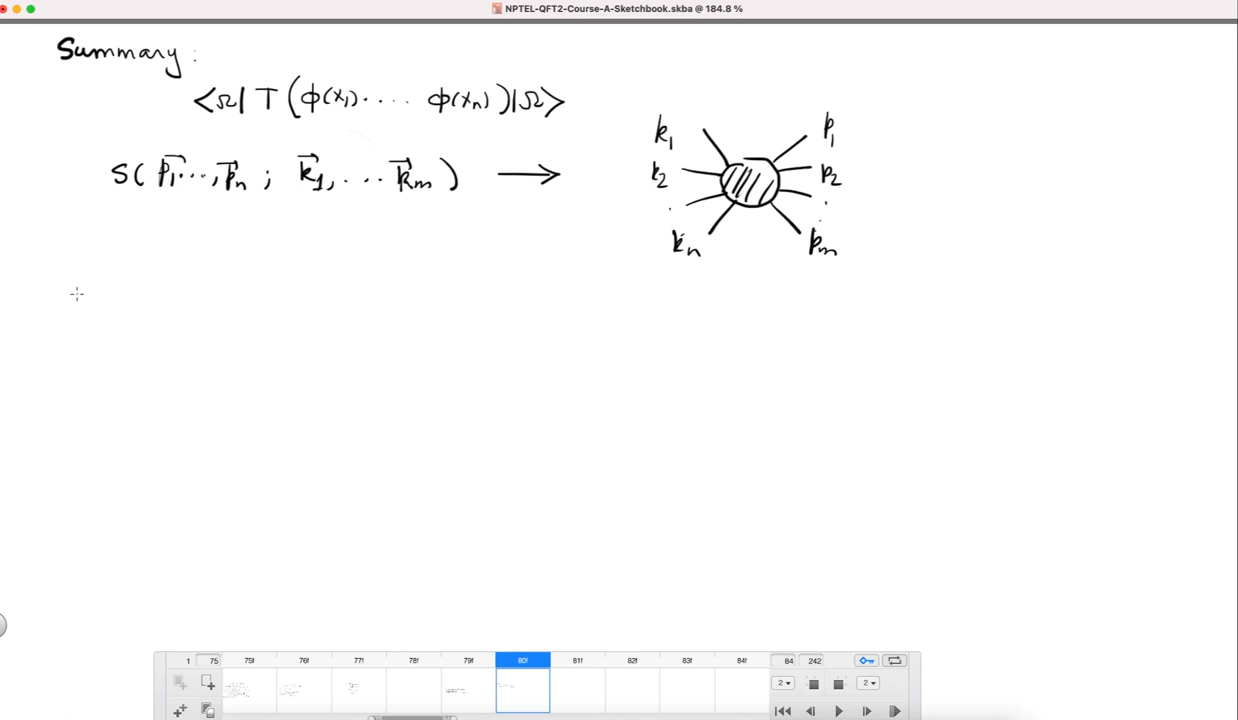 NPTEL-QFT2-Course-A-Sketchbook.skba @ 184.8 %
Summary :
<Ω| T (ϕ(x₁) . . . . ϕ(xₙ) )|Ω>
S( p⃗₁ . . , p⃗ₙ ; k⃗₁, . . . k⃗ₘ ) ⟶
k₁ p₁
k₂ p₂
kₙ pₘ
1 75 75f 76f 77f 78f 79f 80f 81f 82f 83f 84f 84 242
2 2